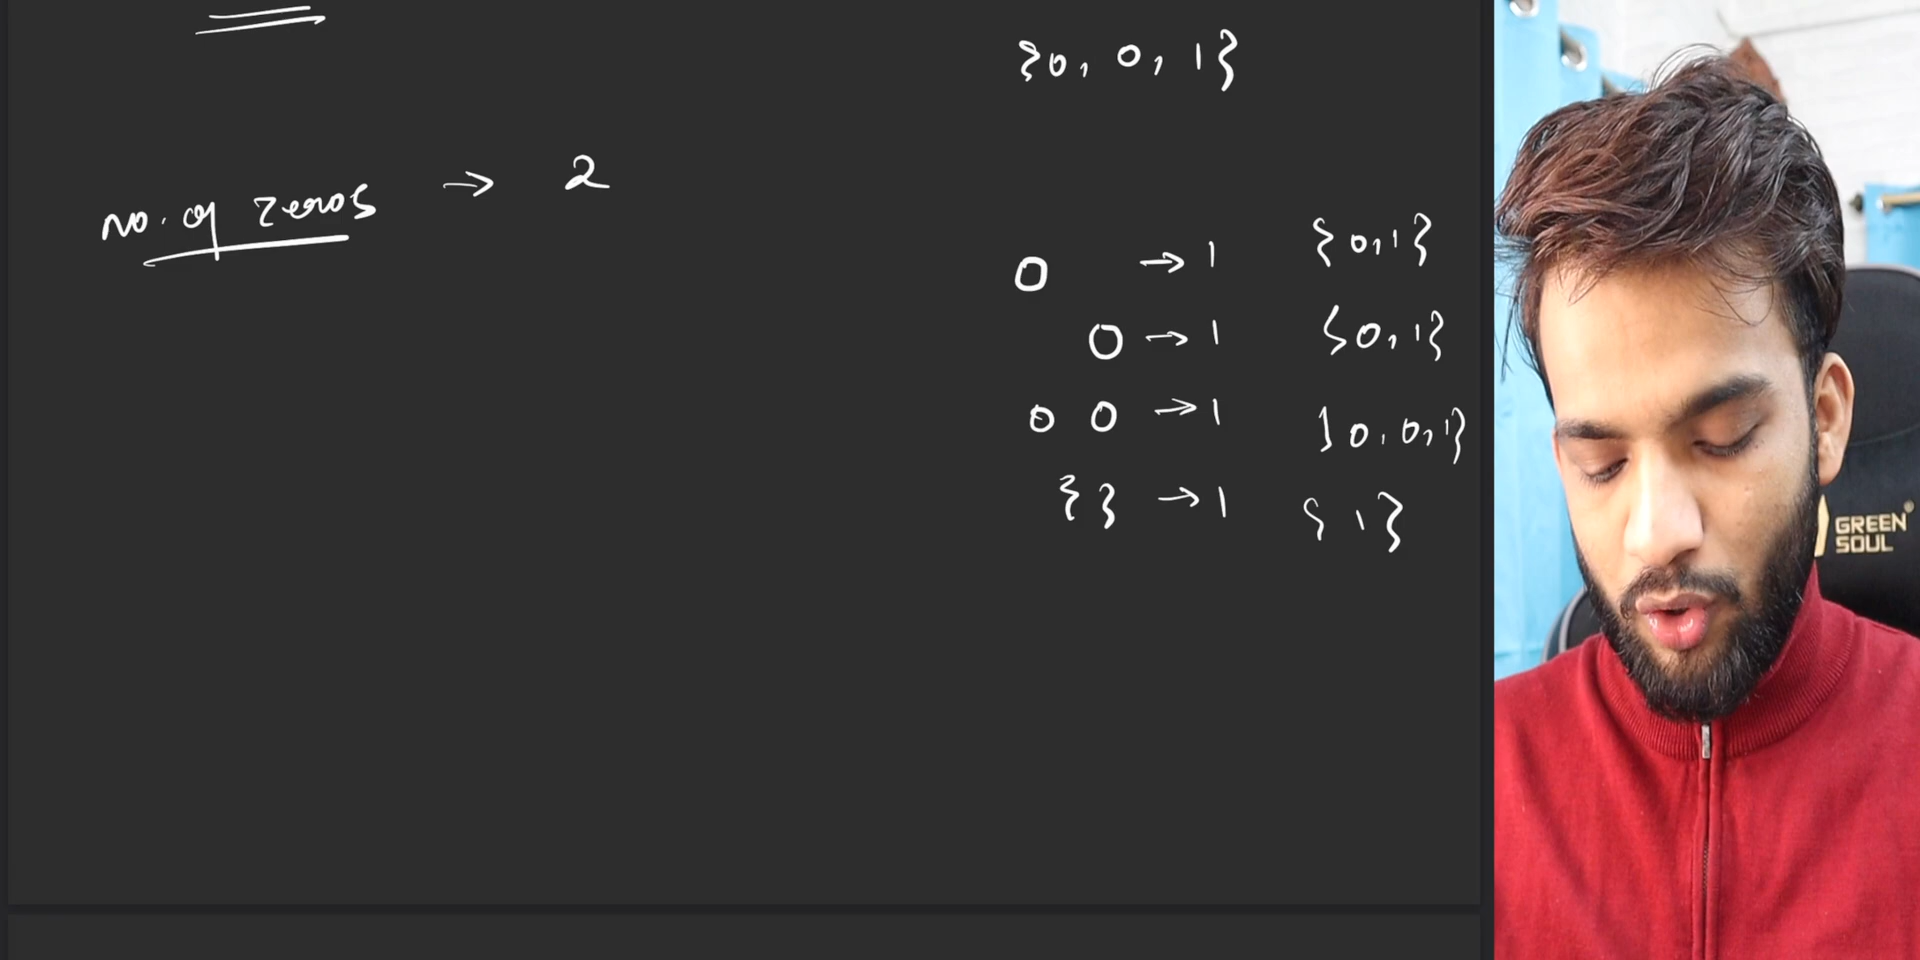 {0, 0, 1}
no. of zeros → 2
0 → 1 {0,1}
0 → 1 {0,1}
0 0 → 1 {0,0,1}
{ } → 1 { 1 }
GREEN SOUL